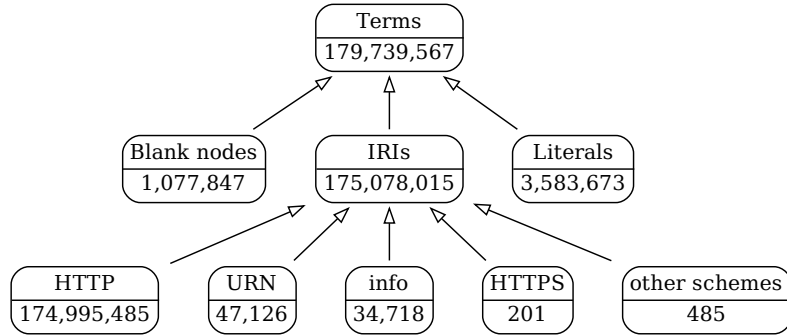 Terms
179,739,567
Blank nodes
1,077,847
IRIs
175,078,015
Literals
3,583,673
HTTP
174,995,485
URN
47,126
info
34,718
HTTPS
201
other schemes
485